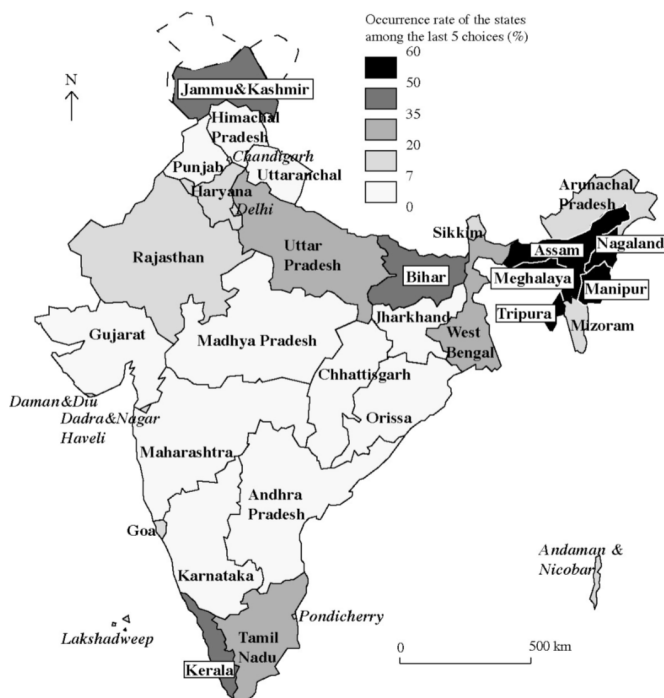 Occurrence rate of the states
among the last 5 choices (%)
60
50
35
20
7
0
N
Jammu&Kashmir
Himachal
Pradesh
Chandigarh
Punjab
Uttaranchal
Haryana
Delhi
Arunachal
Pradesh
Sikkim
Rajasthan
Uttar
Pradesh
Assam
Nagaland
Bihar
Meghalaya
Manipur
Tripura
Jharkhand
Mizoram
Gujarat
Madhya Pradesh
West
Bengal
Chhattisgarh
Daman&Diu
Dadra&Nagar
Haveli
Orissa
Maharashtra
Andhra
Pradesh
Goa
Andaman &
Nicobar
Karnataka
Pondicherry
Lakshadweep
Tamil
Nadu
Kerala
0
500 km